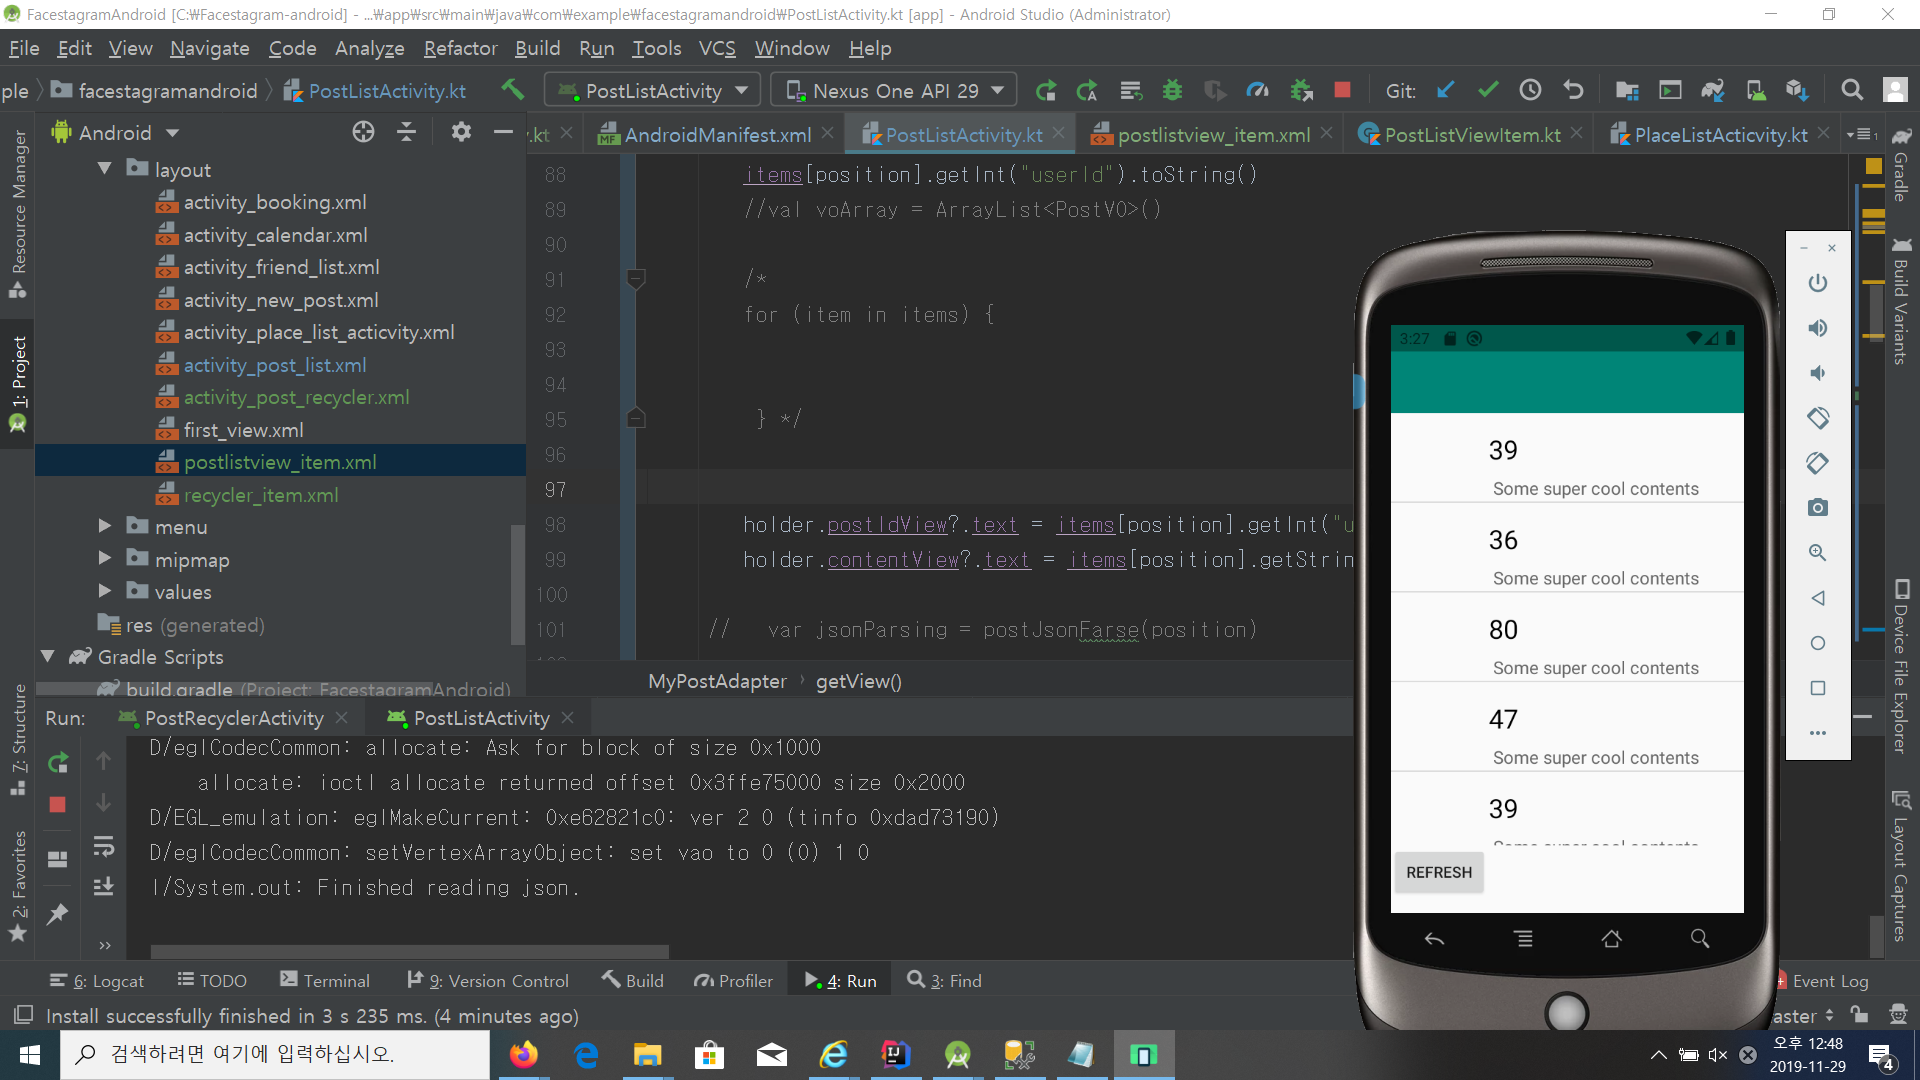 FacestagramAndroid [C:₩Facestagram-android] - ...₩app₩src₩main₩java₩com₩example₩facestagramandroid₩PostListActivity.kt [app] - Android Studio (Administrator)
File Edit View Navigate Code Analyze Refactor Build Run Tools VCS Window Help
ple facestagramandroid PostListActivity.kt PostListActivity Nexus One API 29 Git:
Android
.kt AndroidManifest.xml PostListActivity.kt postlistview_item.xml PostListViewItem.kt PlaceListActicvity.kt 1
Resource Manager
1: Project
7: Structure
2: Favorites
layout
activity_booking.xml
activity_calendar.xml
activity_friend_list.xml
activity_new_post.xml
activity_place_list_acticvity.xml
activity_post_list.xml
activity_post_recycler.xml
first_view.xml
postlistview_item.xml
recycler_item.xml
menu
mipmap
values
res (generated)
Gradle Scripts
build.gradle (Project: FacestagramAndroid)
88 items[position].getInt("userId").toString()
89 //val voArray = ArrayList<PostVO>()
90
91 /*
92 for (item in items) {
93
94
95 } */
96
97
98 holder.postIdView?.text = items[position].getInt("u
99 holder.contentView?.text = items[position].getStrin
100
101 // var jsonParsing = postJsonFarse(position)
MyPostAdapter getView()
Gradle
Build Variants
Device File Explorer
Layout Captures
3:27
39
Some super cool contents
36
Some super cool contents
80
Some super cool contents
47
Some super cool contents
39
Some super cool contents
REFRESH
Run: PostRecyclerActivity PostListActivity
D/eglCodecCommon: allocate: Ask for block of size 0x1000
allocate: ioctl allocate returned offset 0x3ffe75000 size 0x2000
D/EGL_emulation: eglMakeCurrent: 0xe62821c0: ver 2 0 (tinfo 0xdad73190)
D/eglCodecCommon: setVertexArrayObject: set vao to 0 (0) 1 0
I/System.out: Finished reading json.
6: Logcat TODO Terminal 9: Version Control Build Profiler 4: Run 3: Find Event Log
Install successfully finished in 3 s 235 ms. (4 minutes ago) aster
검색하려면 여기에 입력하십시오.
오후 12:48
2019-11-29
4